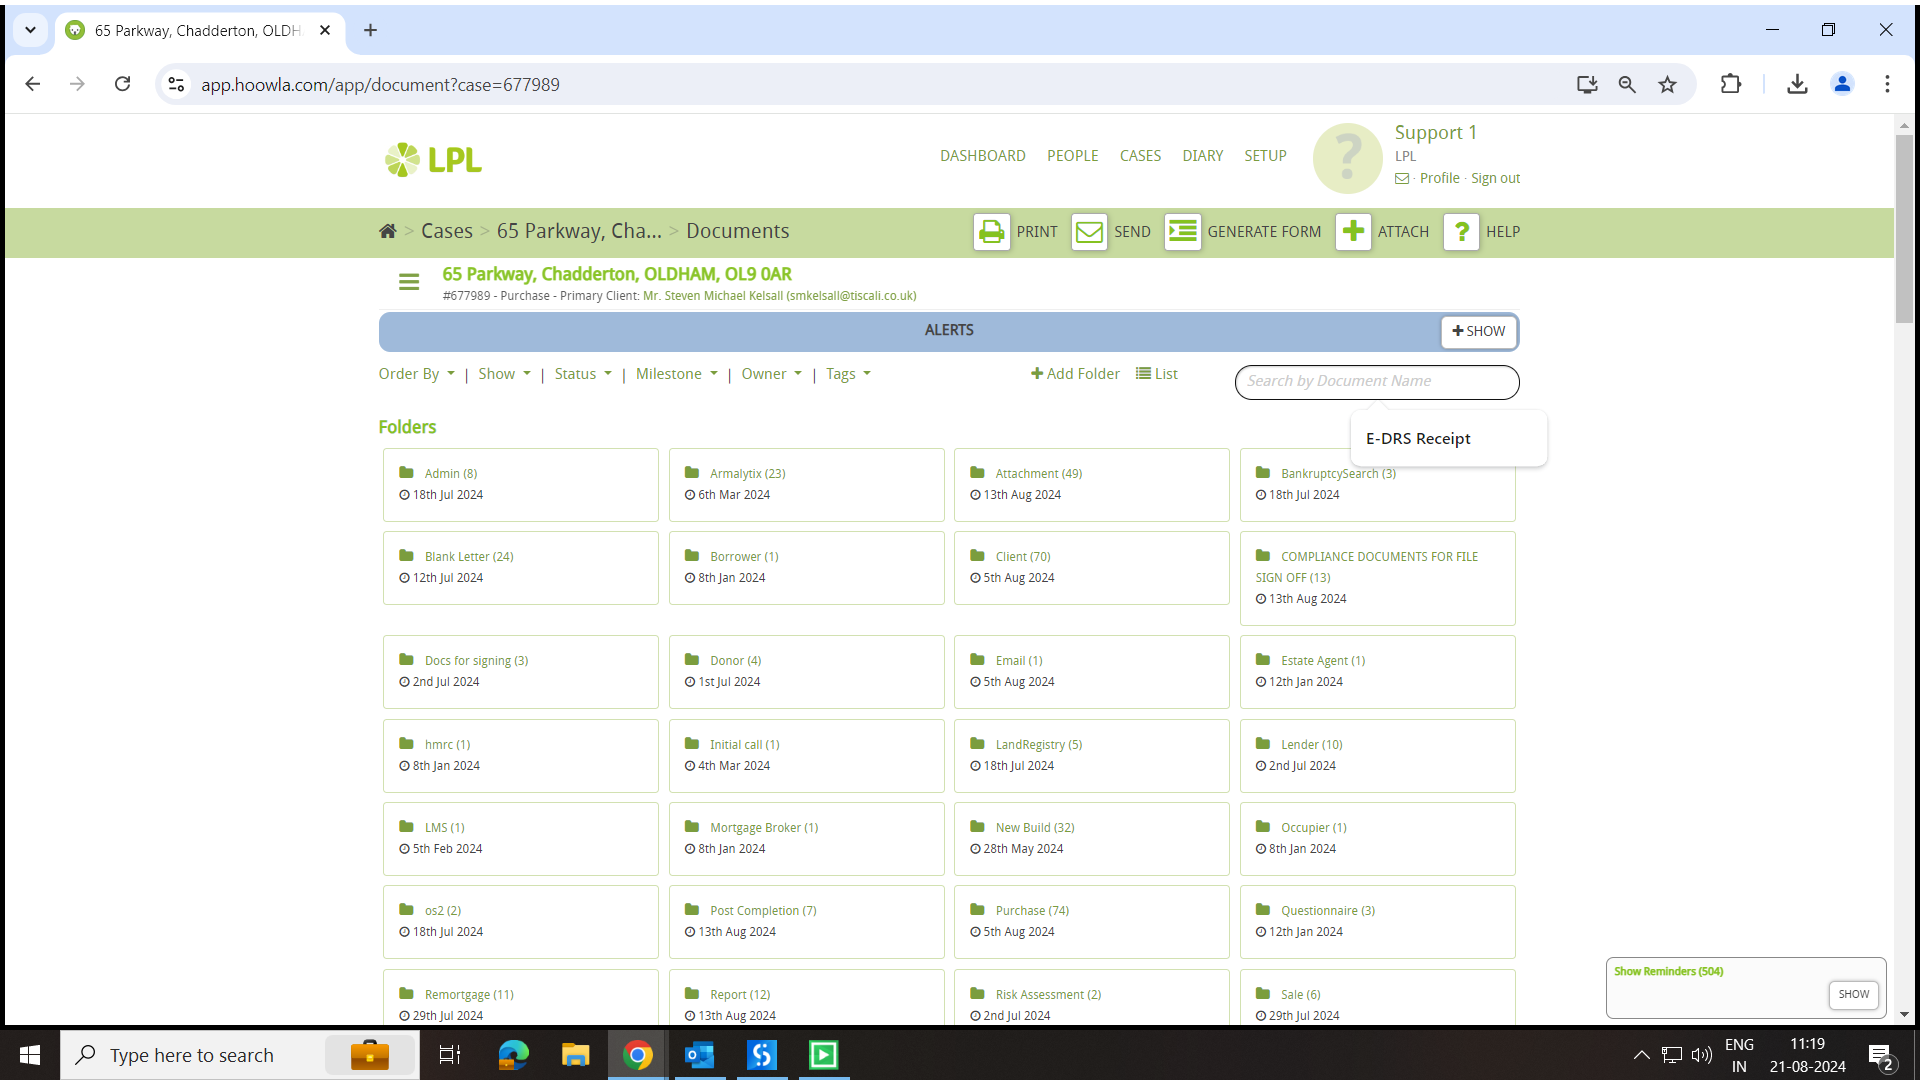 65 Parkway, Chadderton, OLDH
app.hoowla.com/app/document?case=677989
LPL
DASHBOARD PEOPLE CASES DIARY SETUP
?
Support 1
LPL
· Profile · Sign out
> Cases > 65 Parkway, Cha... > Documents
PRINT SEND GENERATE FORM ATTACH ? HELP
65 Parkway, Chadderton, OLDHAM, OL9 0AR
#677989 - Purchase - Primary Client: Mr. Steven Michael Kelsall (smkelsall@tiscali.co.uk)
ALERTS
SHOW
Order By | Show | Status | Milestone | Owner | Tags
Add Folder List
Search by Document Name
E-DRS Receipt
Folders
Admin (8)
18th Jul 2024
Armalytix (23)
6th Mar 2024
Attachment (49)
13th Aug 2024
BankruptcySearch (3)
18th Jul 2024
Blank Letter (24)
12th Jul 2024
Borrower (1)
8th Jan 2024
Client (70)
5th Aug 2024
COMPLIANCE DOCUMENTS FOR FILE
SIGN OFF (13)
13th Aug 2024
Docs for signing (3)
2nd Jul 2024
Donor (4)
1st Jul 2024
Email (1)
5th Aug 2024
Estate Agent (1)
12th Jan 2024
hmrc (1)
8th Jan 2024
Initial call (1)
4th Mar 2024
LandRegistry (5)
18th Jul 2024
Lender (10)
2nd Jul 2024
LMS (1)
5th Feb 2024
Mortgage Broker (1)
8th Jan 2024
New Build (32)
28th May 2024
Occupier (1)
8th Jan 2024
os2 (2)
18th Jul 2024
Post Completion (7)
13th Aug 2024
Purchase (74)
5th Aug 2024
Questionnaire (3)
12th Jan 2024
Remortgage (11)
29th Jul 2024
Report (12)
13th Aug 2024
Risk Assessment (2)
2nd Jul 2024
Sale (6)
29th Jul 2024
Show Reminders (504)
SHOW
Type here to search
ENG
IN
11:19
21-08-2024
2